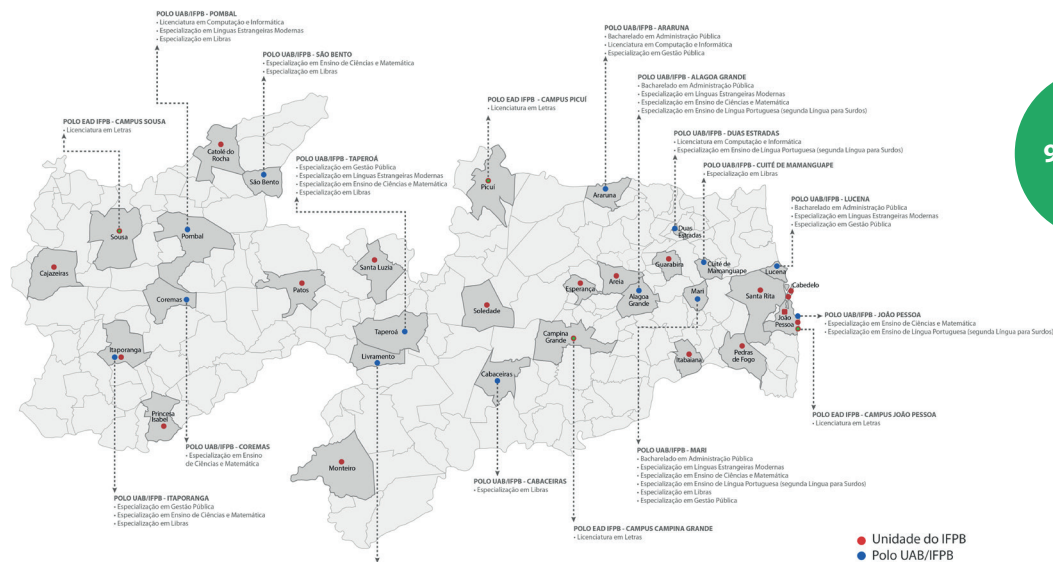 POLO UAB/IFPB - POMBAL
• Licenciatura em Computação e Informática
• Especialização em Línguas Estrangeiras Modernas
• Especialização em Libras
POLO UAB/IFPB - SÃO BENTO
• Especialização em Ensino de Ciências e Matemática
• Especialização em Libras
POLO EAD IFPB - CAMPUS SOUSA
• Licenciatura em Letras
POLO UAB/IFPB - TAPEROÁ
• Especialização em Gestão Pública
• Especialização em Línguas Estrangeiras Modernas
• Especialização em Ensino de Ciências e Matemática
• Especialização em Libras
POLO EAD IFPB - CAMPUS PICUÍ
• Licenciatura em Letras
POLO UAB/IFPB - ARARUNA
• Bacharelado em Administração Pública
• Licenciatura em Computação e Informática
• Especialização em Gestão Pública
POLO UAB/IFPB - ALAGOA GRANDE
• Bacharelado em Administração Pública
• Especialização em Línguas Estrangeiras Modernas
• Especialização em Ensino de Ciências e Matemática
• Especialização em Ensino de Língua Portuguesa (segunda Língua para Surdos)
POLO UAB/IFPB - DUAS ESTRADAS
• Licenciatura em Computação e Informática
• Especialização em Ensino de Língua Portuguesa (segunda Língua para Surdos)
POLO UAB/IFPB - CUITÉ DE MAMANGUAPE
• Especialização em Libras
POLO UAB/IFPB - LUCENA
• Bacharelado em Administração Pública
• Especialização em Línguas Estrangeiras Modernas
• Especialização em Gestão Pública
9
Catolé do
Rocha
São Bento
Picuí
Araruna
Sousa
Pombal
Duas
Estradas
Cajazeiras
Santa Luzia
Guarabira
Cuité de
Mamanguape
Lucena
Coremas
Patos
Esperança
Areia
Alagoa
Grande
Mari
Santa Rita
Cabedelo
João
Pessoa
Soledade
Taperoá
Campina
Grande
Itaporanga
Livramento
Itabaiana
Pedras
de Fogo
Cabaceiras
Princesa
Isabel
Monteiro
POLO UAB/IFPB - JOÃO PESSOA
• Especialização em Ensino de Ciências e Matemática
• Especialização em Ensino de Língua Portuguesa (segunda Língua para Surdos)
POLO EAD IFPB - CAMPUS JOÃO PESSOA
• Licenciatura em Letras
POLO UAB/IFPB - COREMAS
• Especialização em Ensino
de Ciências e Matemática
POLO UAB/IFPB - MARI
• Bacharelado em Administração Pública
• Especialização em Línguas Estrangeiras Modernas
• Especialização em Ensino de Ciências e Matemática
• Especialização em Ensino de Língua Portuguesa (segunda Língua para Surdos)
• Especialização em Libras
• Especialização em Gestão Pública
POLO UAB/IFPB - CABACEIRAS
• Especialização em Libras
POLO UAB/IFPB - ITAPORANGA
• Especialização em Gestão Pública
• Especialização em Ensino de Ciências e Matemática
• Especialização em Libras
POLO EAD IFPB - CAMPUS CAMPINA GRANDE
• Licenciatura em Letras
Unidade do IFPB
Polo UAB/IFPB